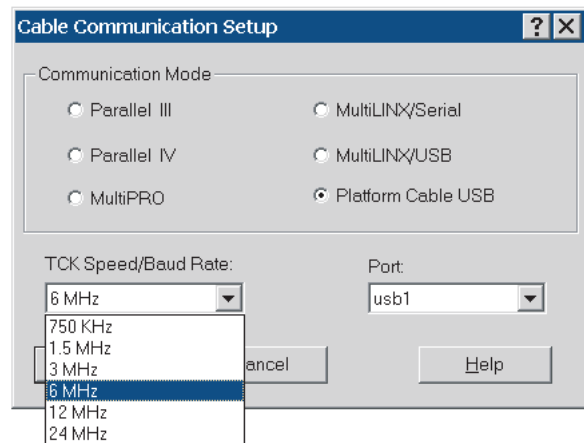 Cable Communication Setup
Communication Mode
Parallel III
MultiLINX/Serial
Parallel IV
MultiLINX/USB
MultiPRO
Platform Cable USB
TCK Speed/Baud Rate:
Port:
6 MHz
usb1
750 KHz
1.5 MHz
3 MHz
6 MHz
12 MHz
24 MHz
ancel
Help